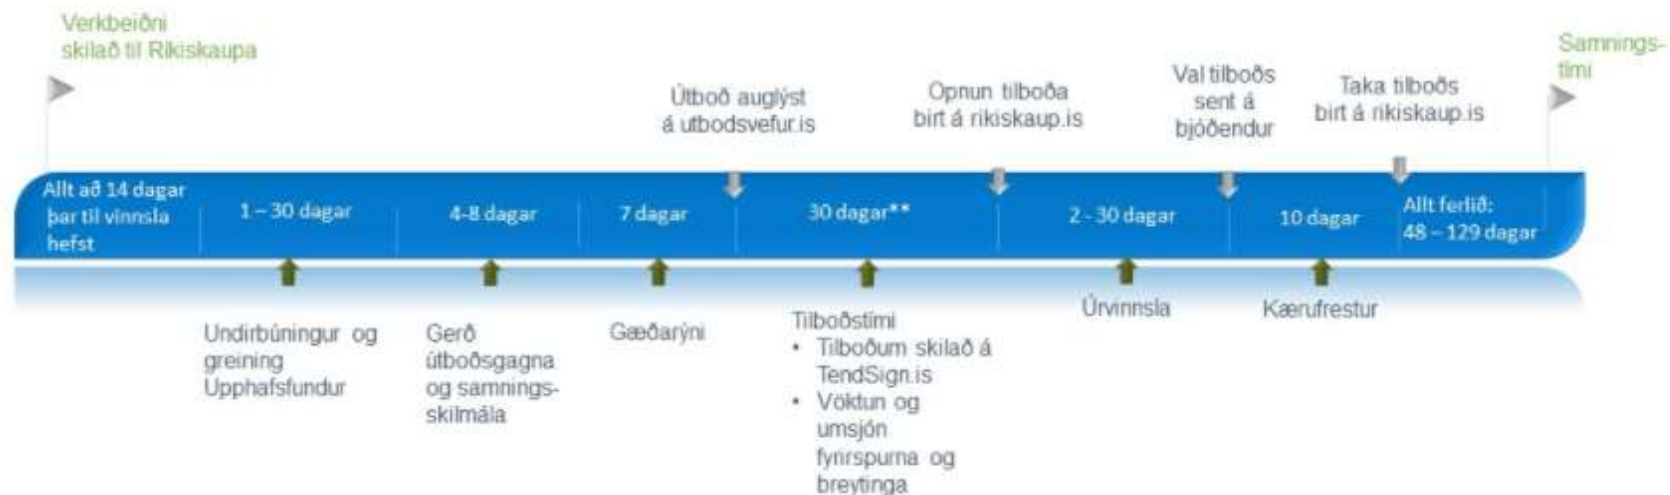 Verkbeiðni
skilað til Ríkiskaupa
Samnings-
tími
Útboð auglýst
á utbodsvefur.is
Opnun tilboða
birt á rikiskaup.is
Val tilboðs
sent á
bjóðendur
Taka tilboðs
birt á rikiskaup.is
Allt að 14 dagar
þar til vinnsla
hefst
1 – 30 dagar
4-8 dagar
7 dagar
30 dagar**
2 - 30 dagar
10 dagar
Allt ferlið:
48 – 129 dagar
Undirbúningur og
greining
Upphafsfundur
Gerð
útboðsgagna
og samnings-
skilmála
Gæðarýni
Tilboðstími
• Tilboðum skilað á
TendSign.is
• Vöktun og
umsjón
fyrirspurna og
breytinga
Úrvinnsla
Kærufrestur